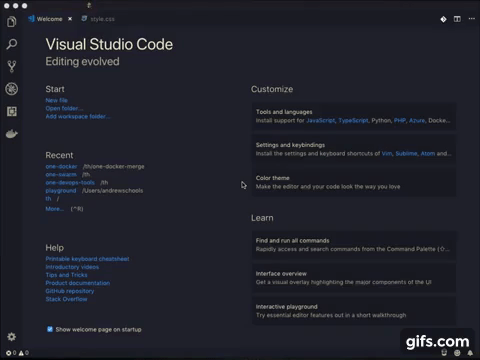 Welcome
style.css
Visual Studio Code
Editing evolved
Start
New file
Open folder...
Add workspace folder...
Recent
one-docker /th/one-docker-merge
one-swarm /th
one-devops-tools /th
playground /Users/andrewschools
th /
More... (^R)
Help
Printable keyboard cheatsheet
Introductory videos
Tips and Tricks
Product documentation
GitHub repository
Stack Overflow
Show welcome page on startup
Customize
Tools and languages
Install support for JavaScript, TypeScript, Python, PHP, Azure, Docke...
Settings and keybindings
Install the settings and keyboard shortcuts of Vim, Sublime, Atom and...
Color theme
Make the editor and your code look the way you love
Learn
Find and run all commands
Rapidly access and search commands from the Command Palette (⇧...
Interface overview
Get a visual overlay highlighting the major components of the UI
Interactive playground
Try essential editor features out in a short walkthrough
0 0
gifs.com